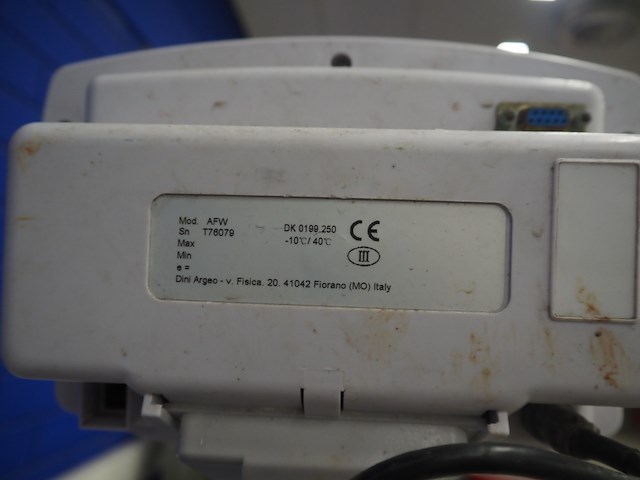 Mod. AFW
Sn T76079
Max
Min
e =
DK 0199.250
-10°C/ 40°C
CE
III
Dini Argeo - v. Fisica. 20. 41042 Fiorano (MO) Italy